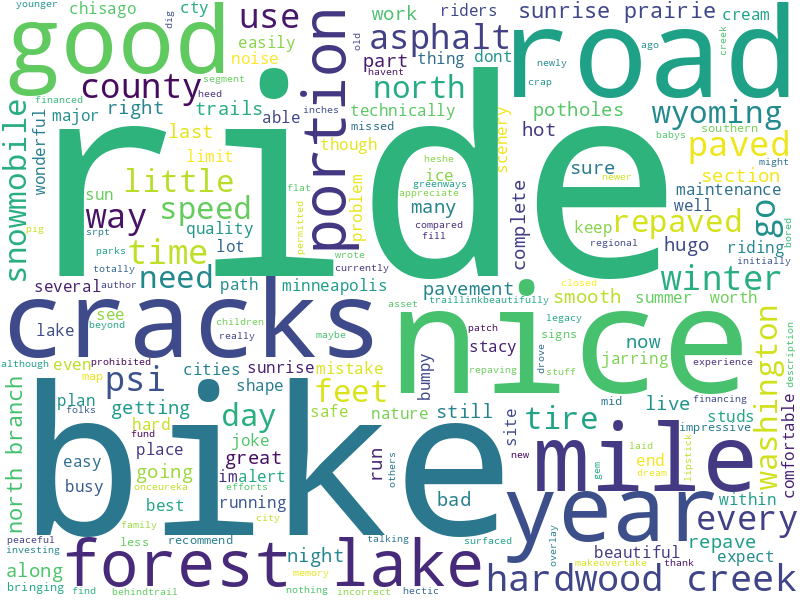 younger
chisago
dig
cty
good
use
portion
old
work
riders
sunrise prairie
cream
road
creek
easily
noise
asphalt
part
thing
dont
newly
ago
county
segment
financed
heed
inches
havent
north
technically
crap
major
right
trails
able
missed
potholes
wyoming
babys
southern
snowmobile
wonderful
ride
last
limit
though
hot
scenery
paved
might
little
problem
heshe
ice
greenways
appreciate
sure
newer
section
maintenance
sun
speed
flat
permitted
many
compared
fill
complete
keep
repaved
well
go
bored
pig
srpt
way
quality
lot
time
parks
totally
wrote
currently
hugo
riding
initially
regional
several
author
need
path
minneapolis
pavement
closed
smooth
winter
summer
worth
cracks
lake
see
beyond
children
really
maybe
asset
traillinkbeautifully
nice
legacy
signs
now
patch
stacy
bumpy
repaving
drove
stuff
jarring
experience
washington
description
although
even
prohibited
map
cities
sunrise
mistake
psi
feet
shape
safe
nature
still
site
mid
live
financing
studs
impressive
comfortable
north branch
plan
folks
getting
hard
fund
day
joke
great
tire
bike
easy
busy
place
going
onceureka
efforts
imalert
run
others
new
mile
laid
gem
end
dream
lipstick
best
running
bad
within
year
every
family
city
less
recommend
talking
surfaced
overlay
peaceful
investing
night
beautiful
repave
expect
along
forest lake
makeovertake
thank
bringing
find
behindtrail
memory
nothing
incorrect
hectic
hardwood creek